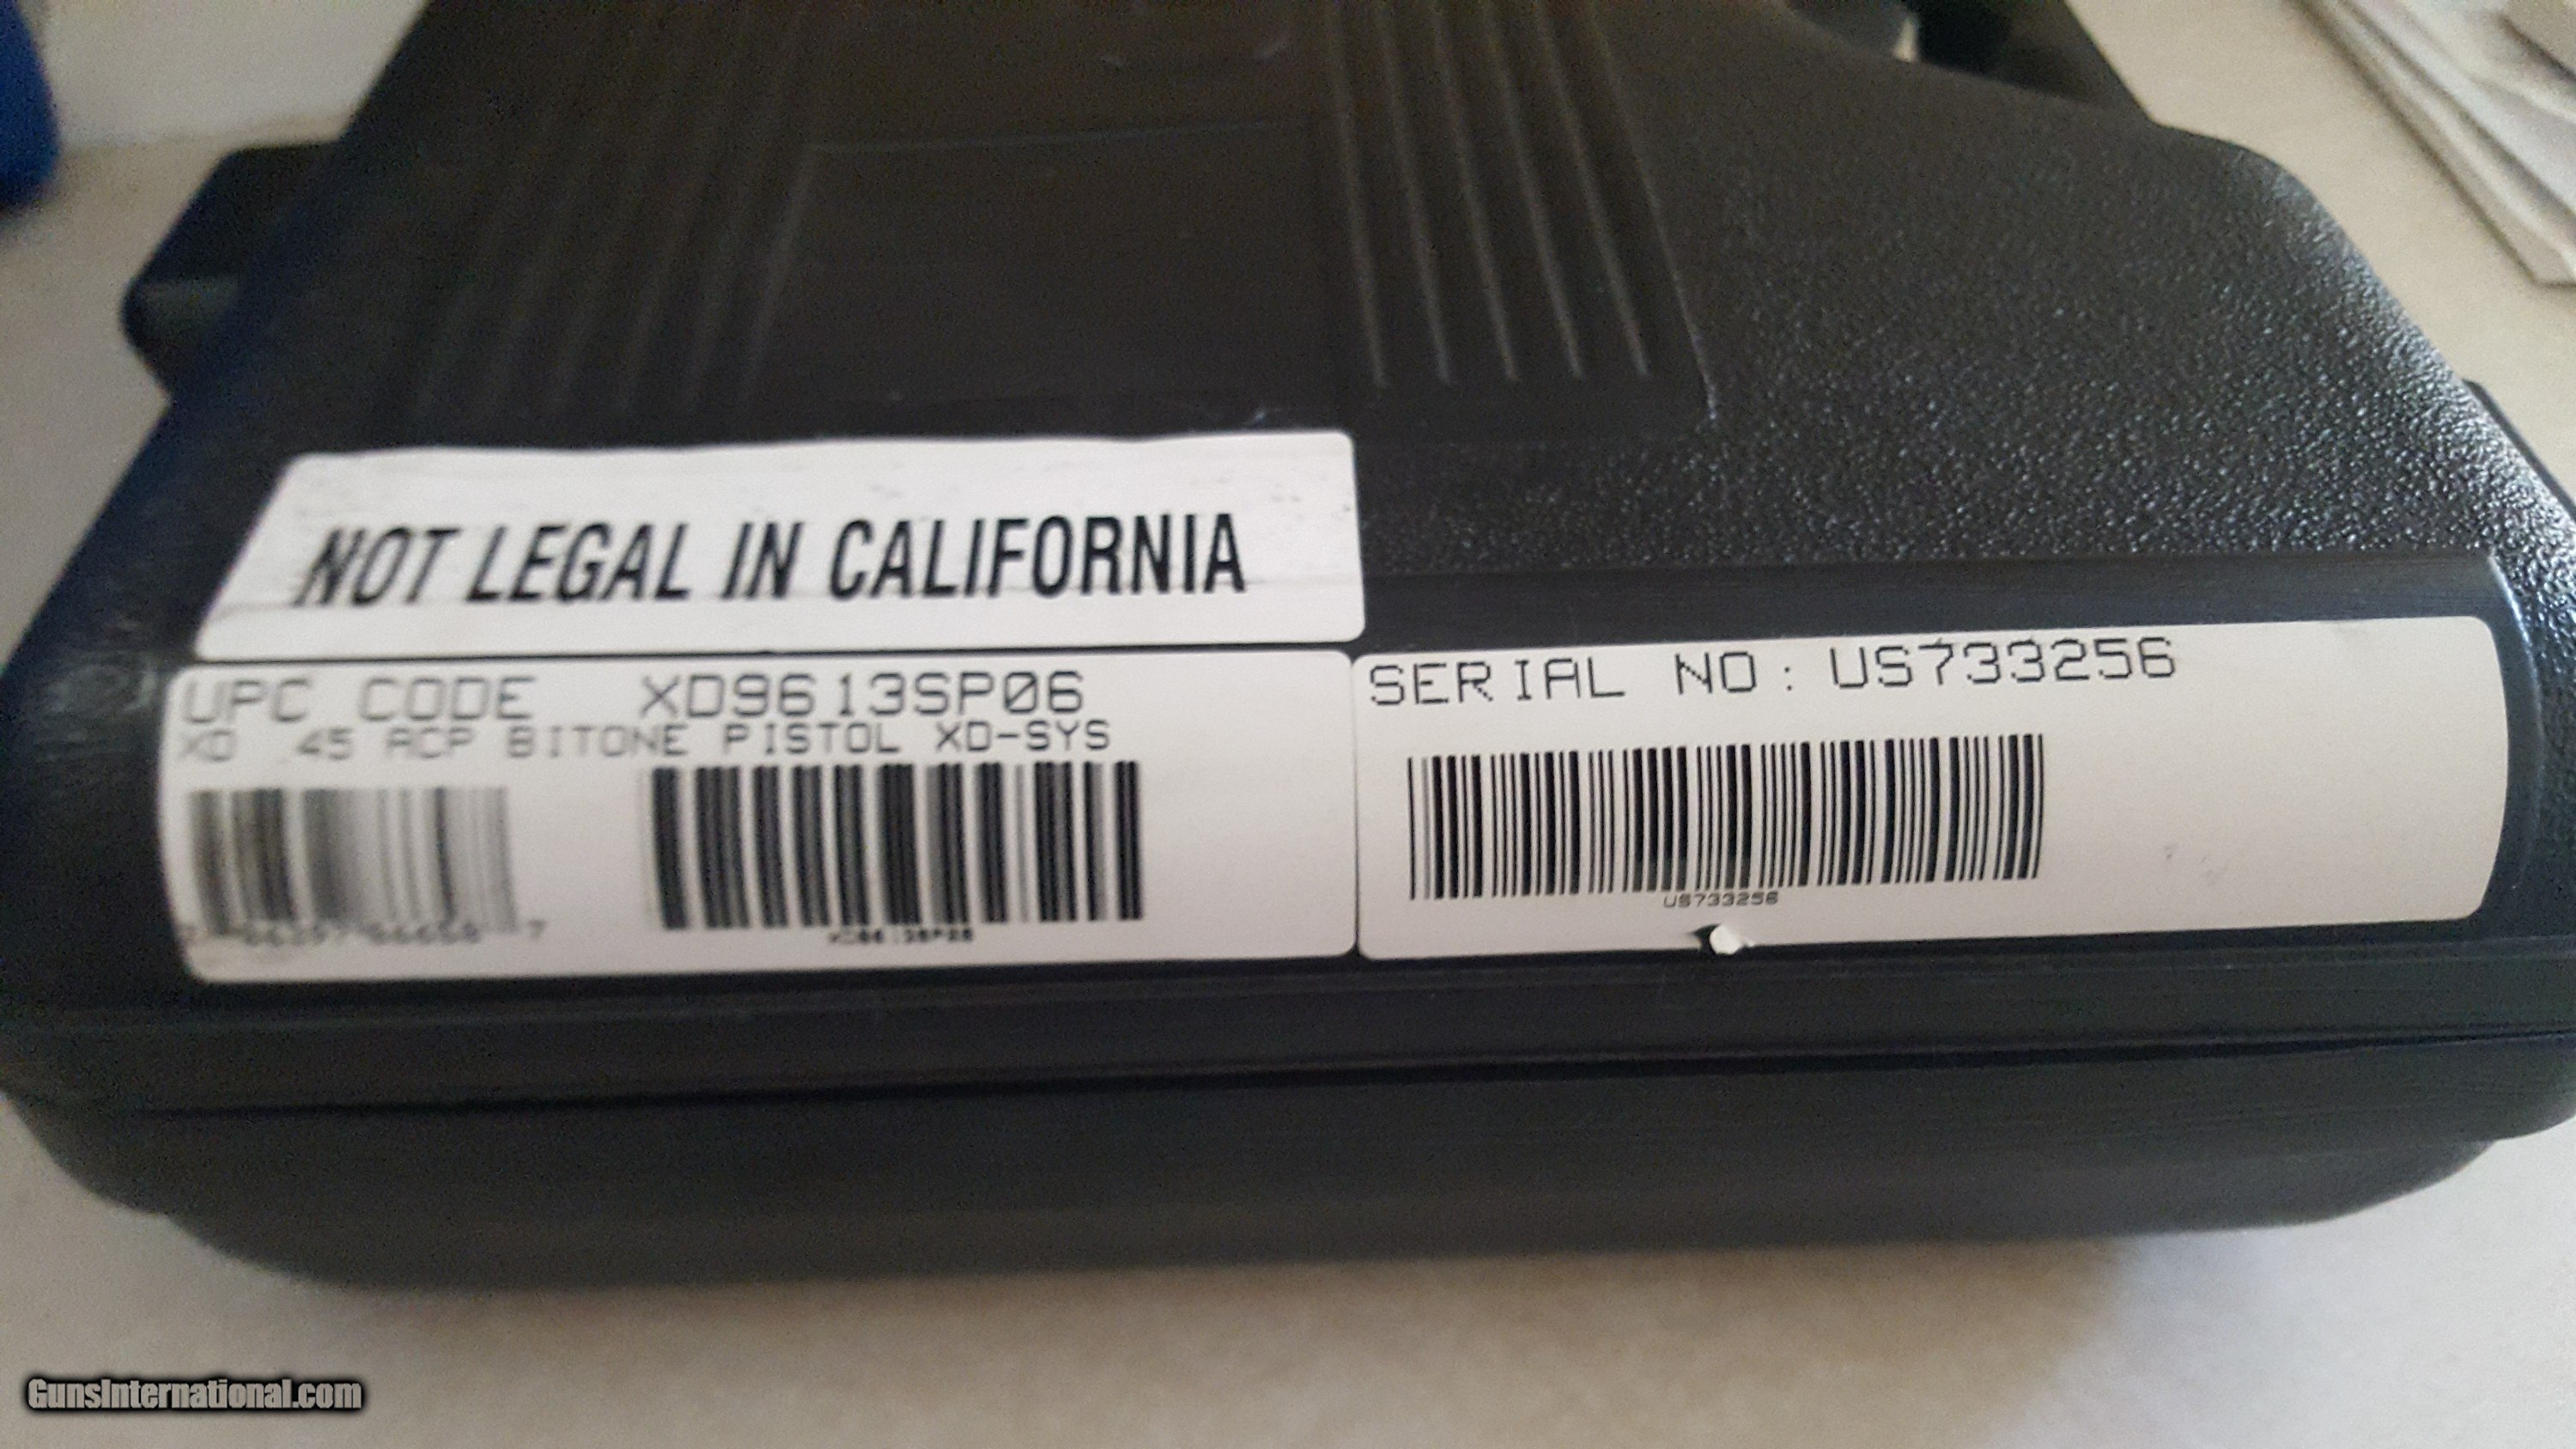 NOT LEGAL IN CALIFORNIA
UPC CODE XD9613SP06
XD .45 ACP BITONE PISTOL XD-SYS
SERIAL NO: US733256
US733256
GunsInternational.com